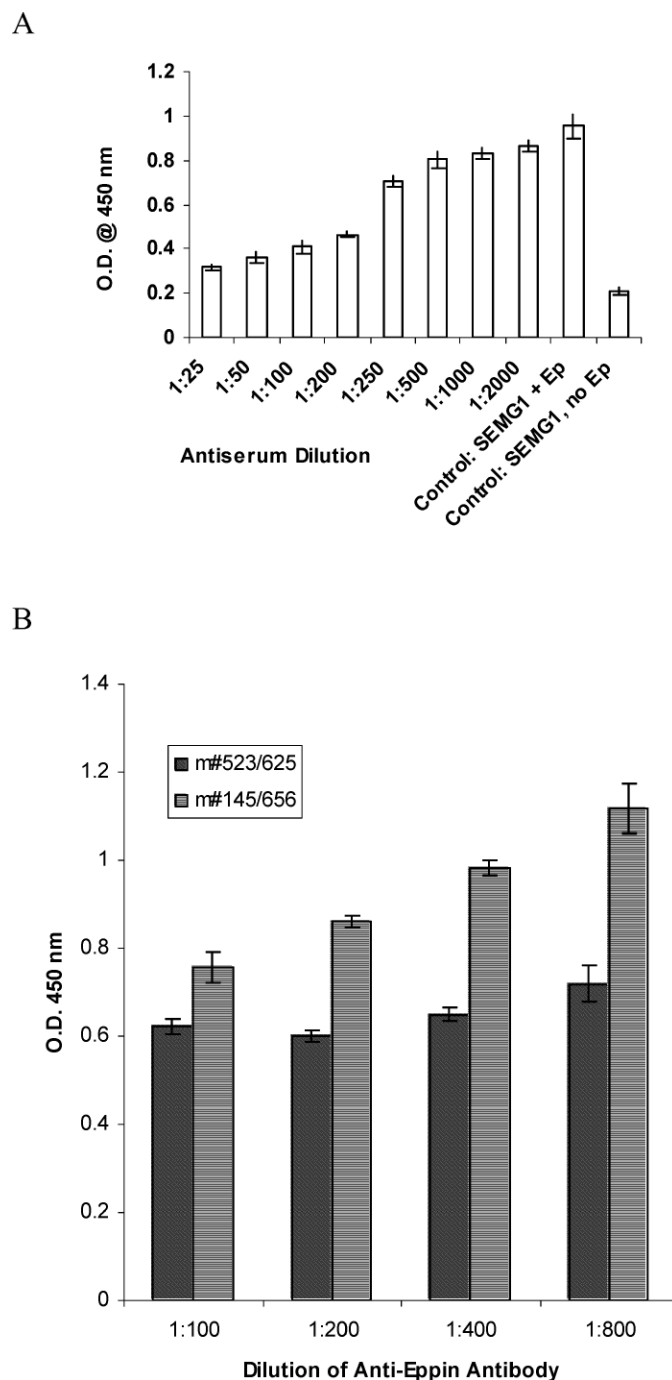 A
1.2
1
0.8
0.6
0.4
0.2
0
O.D. @ 450 nm
1:25
1:50
1:100
1:200
1:250
1:500
1:1000
1:2000
Control: SEMG1 + Ep
Control: SEMG1, no Ep
Antiserum Dilution
B
1.4
1.2
1
0.8
0.6
0.4
0.2
0
O.D. 450 nm
m#523/625
m#145/656
1:100
1:200
1:400
1:800
Dilution of Anti-Eppin Antibody